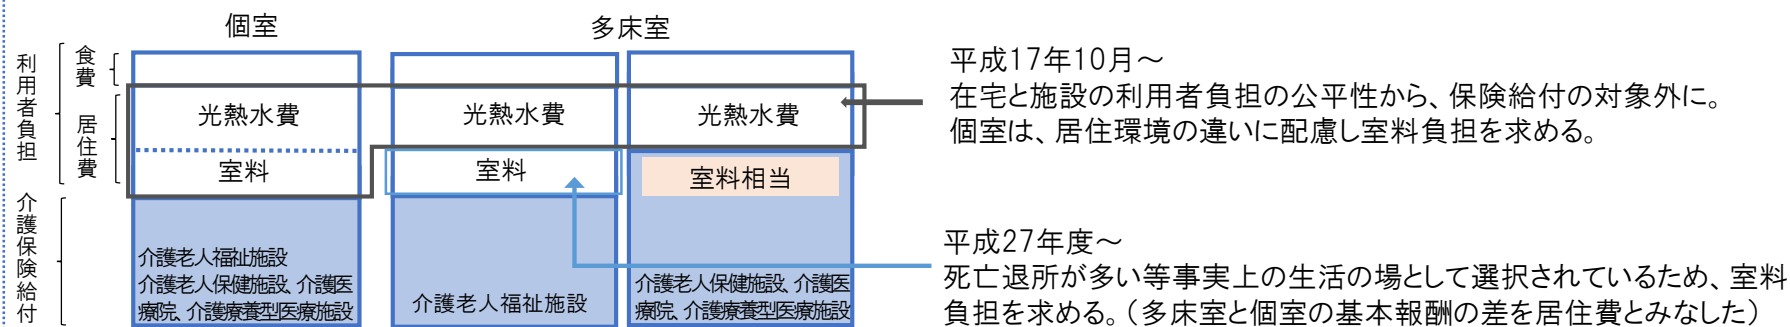 個室
多床室
利用者負担
食費
居住費
介護保険給付
光熱水費
室料
介護老人福祉施設
介護老人保健施設、介護医
療院、介護療養型医療施設
光熱水費
室料
介護老人福祉施設
光熱水費
室料相当
介護老人保健施設、介護医
療院、介護療養型医療施設
平成17年10月～
在宅と施設の利用者負担の公平性から、保険給付の対象外に。
個室は、居住環境の違いに配慮し室料負担を求める。
平成27年度～
死亡退所が多い等事実上の生活の場として選択されているため、室料
負担を求める。（多床室と個室の基本報酬の差を居住費とみなした）